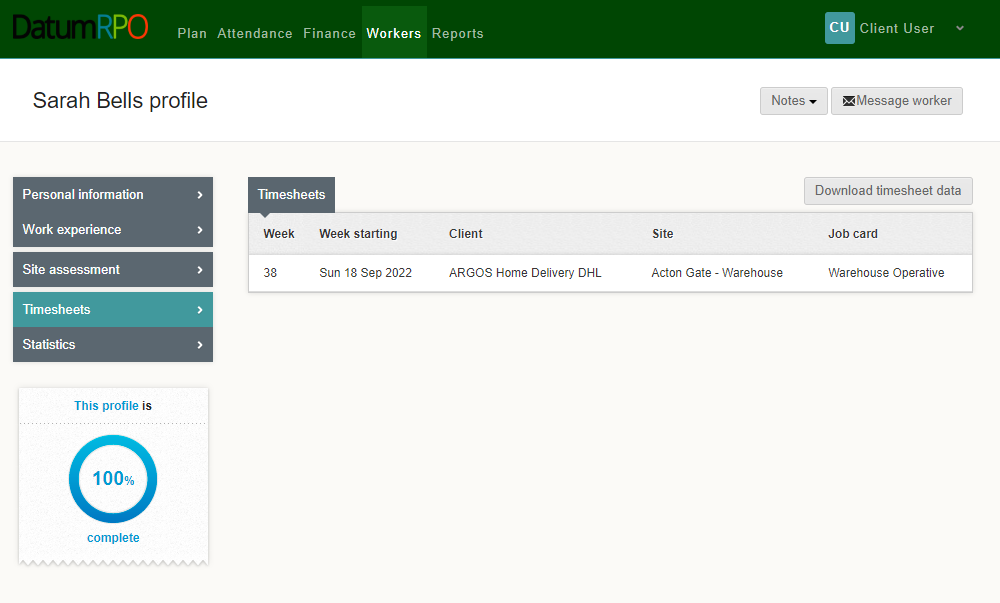 DatumRPO Plan Attendance Finance Workers Reports CU Client User
Sarah Bells profile Notes Message worker
Personal information
Work experience
Site assessment
Timesheets
Statistics
This profile is
100%
complete
Timesheets Download timesheet data
Week Week starting Client Site Job card
38 Sun 18 Sep 2022 ARGOS Home Delivery DHL Acton Gate - Warehouse Warehouse Operative